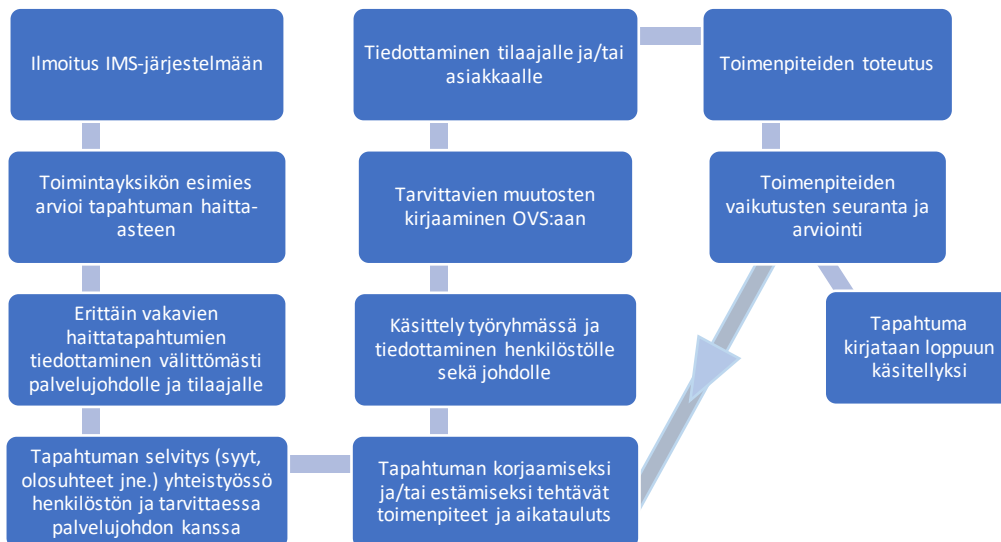 Ilmoitus IMS-järjestelmään
Toimintayksikön esimies
arvioi tapahtuman haitta-
asteen
Erittäin vakavien
haittatapahtumien
tiedottaminen välittömästi
palvelujohdolle ja tilaajalle
Tapahtuman selvitys (syyt,
olosuhteet jne.) yhteistyössä
henkilöstön ja tarvittaessa
palvelujohdon kanssa
Tapahtuman korjaamiseksi
ja/tai estämiseksi tehtävät
toimenpiteet ja aikatauluts
Käsittely työryhmässä ja
tiedottaminen henkilöstölle
sekä johdolle
Tarvittavien muutosten
kirjaaminen OVS:aan
Tiedottaminen tilaajalle ja/tai
asiakkaalle
Toimenpiteiden toteutus
Toimenpiteiden
vaikutusten seuranta ja
arviointi
Tapahtuma
kirjataan loppuun
käsitellyksi